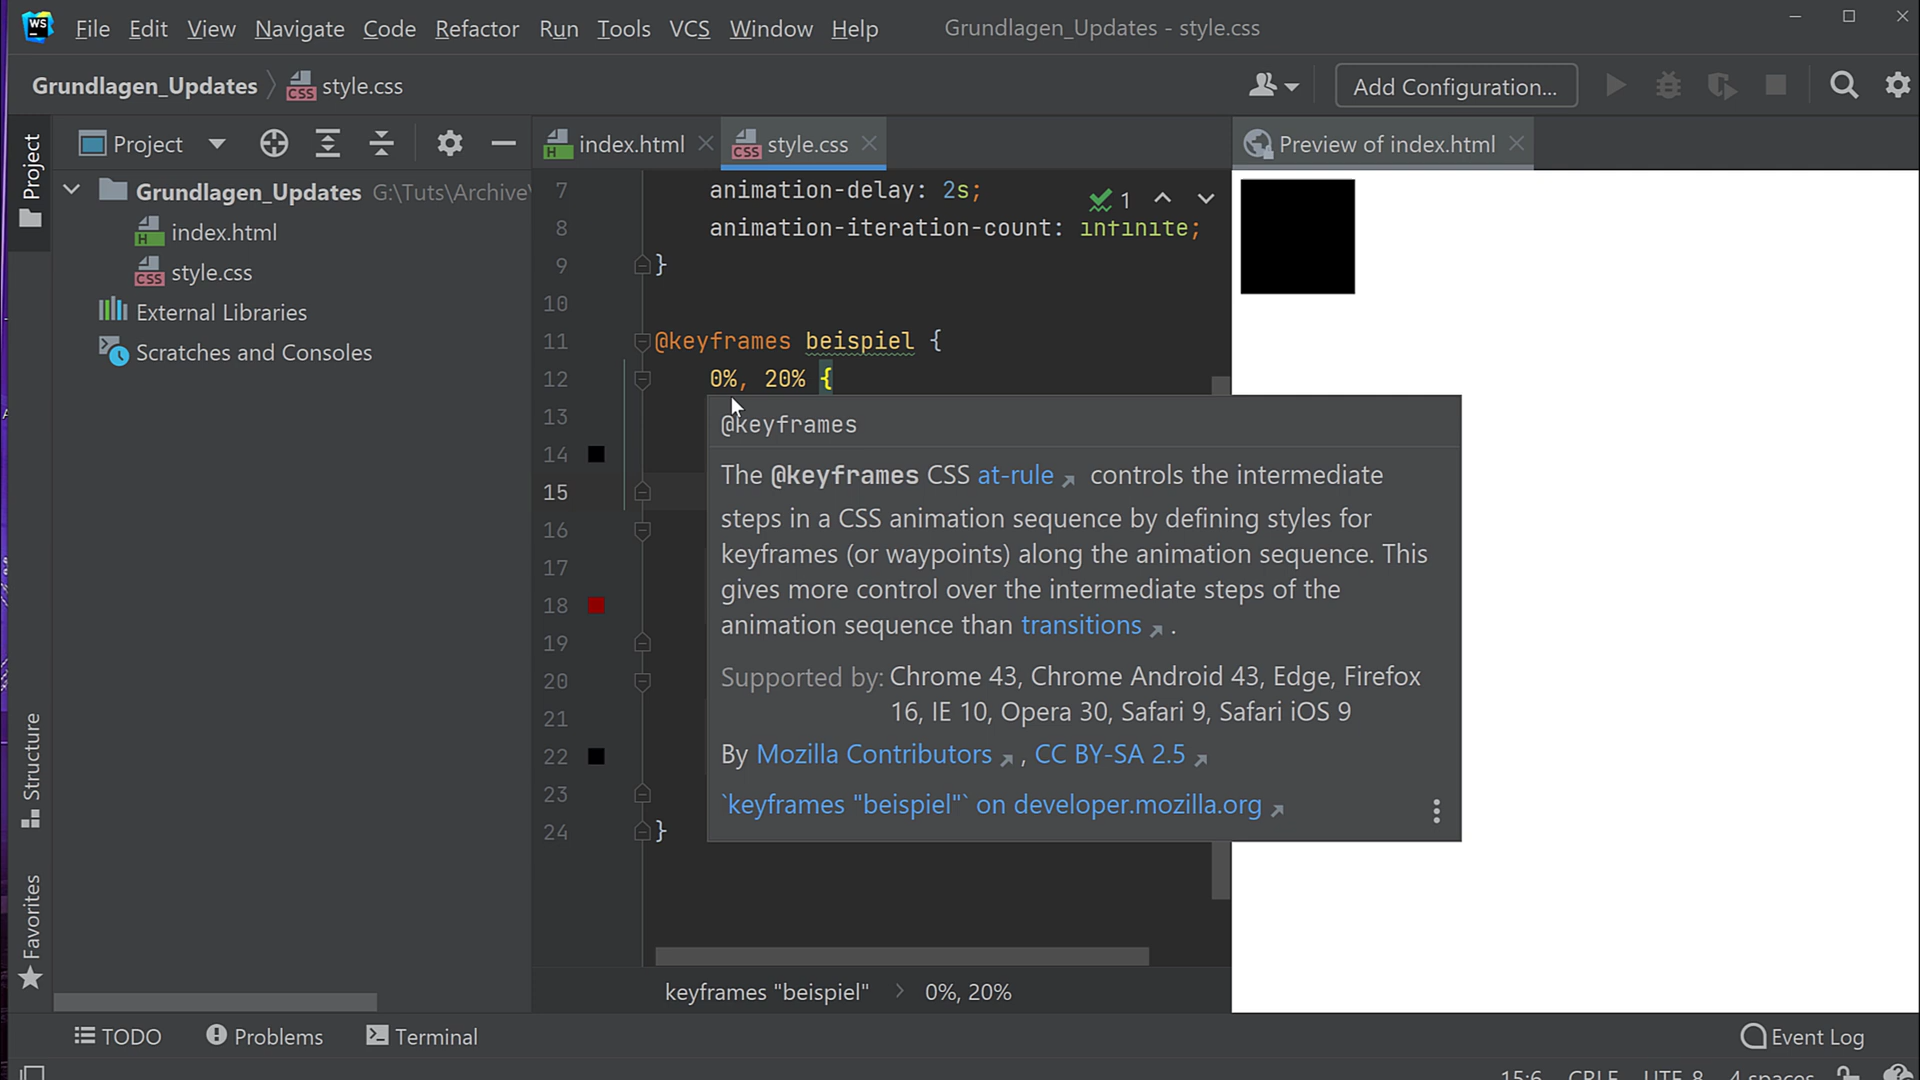 WS File Edit View Navigate Code Refactor Run Tools VCS Window Help Grundlagen_Updates - style.css
Grundlagen_Updates style.css Add Configuration...
Project
Project
index.html
style.css
Preview of index.html
Grundlagen_Updates G:\Tuts\Archive\
index.html
style.css
External Libraries
Scratches and Consoles
7 animation-delay: 2s;
1
8 animation-iteration-count: infinite;
9 }
10
11 @keyframes beispiel {
12 0%, 20% {
13
14
15
16
17
18
19
20
21
22
23
24 }
@keyframes
The @keyframes CSS at-rule controls the intermediate
steps in a CSS animation sequence by defining styles for
keyframes (or waypoints) along the animation sequence. This
gives more control over the intermediate steps of the
animation sequence than transitions .
Supported by: Chrome 43, Chrome Android 43, Edge, Firefox
16, IE 10, Opera 30, Safari 9, Safari iOS 9
By Mozilla Contributors , CC BY-SA 2.5
`keyframes "beispiel"` on developer.mozilla.org
Structure
Favorites
keyframes "beispiel" 0%, 20%
TODO Problems Terminal Event Log
15:6 CRLF UTF-8 4 spaces